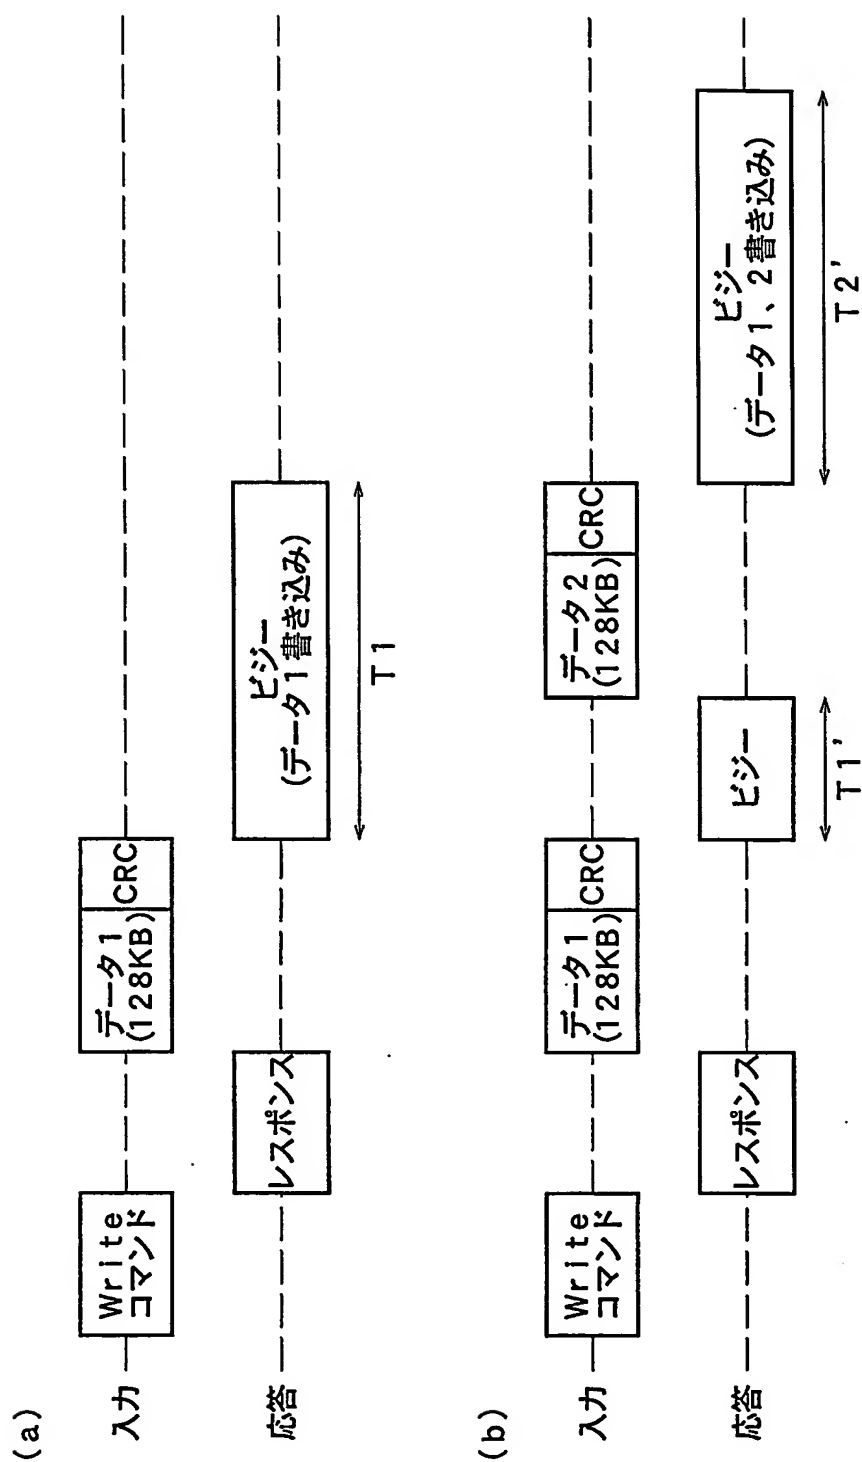 (a)
入力
Write
コマンド
データ1
(128KB)
CRC
応答
レスポンス
ビジー
(データ1書き込み)
T1
(b)
入力
Write
コマンド
データ1
(128KB)
CRC
データ2
(128KB)
CRC
応答
レスポンス
ビジー
T1'
ビジー
(データ1、2書き込み)
T2'